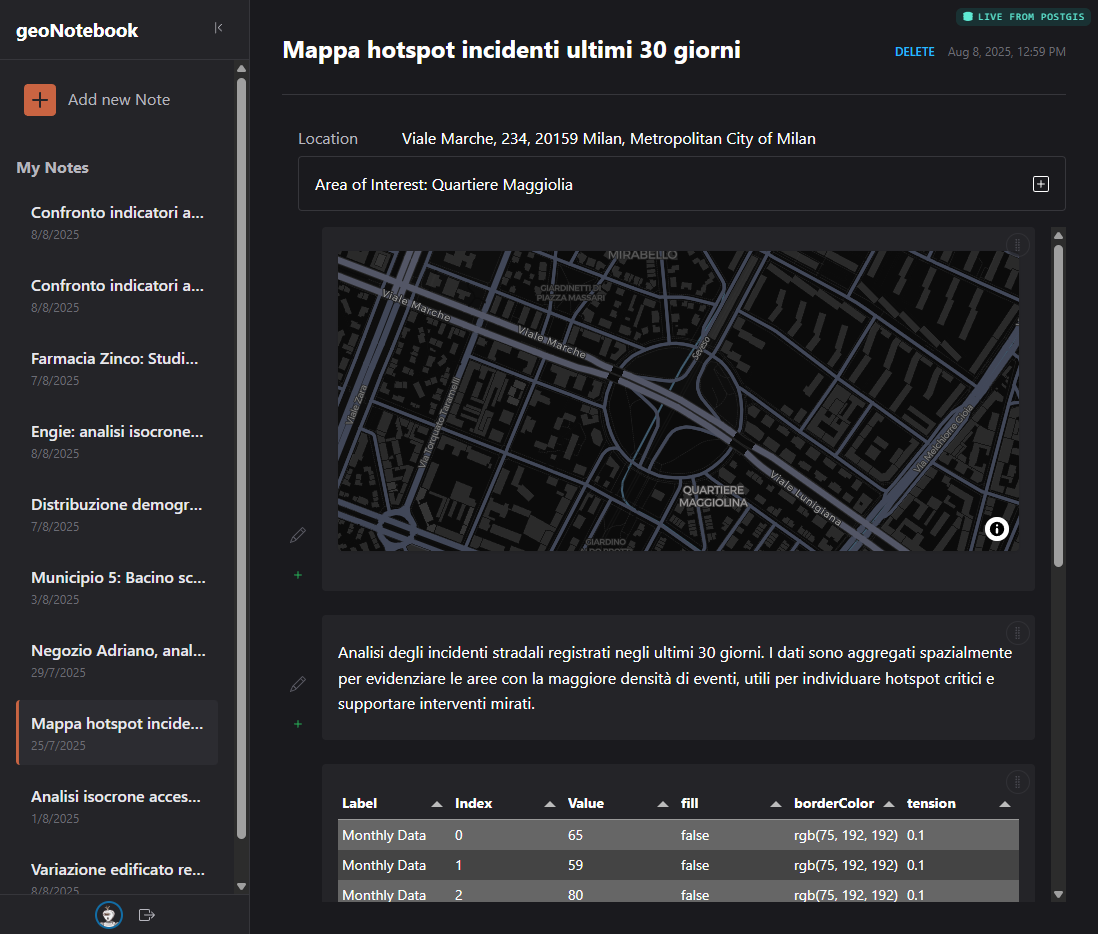 geoNotebook
Add new Note
My Notes
Confronto indicatori a...
8/8/2025
Confronto indicatori a...
8/8/2025
Farmacia Zinco: Studi...
7/8/2025
Engie: analisi isocrone...
8/8/2025
Distribuzione demogr...
7/8/2025
Municipio 5: Bacino sc...
3/8/2025
Negozio Adriano, anal...
29/7/2025
Mappa hotspot incide...
25/7/2025
Analisi isocrone acces...
1/8/2025
Variazione edificato re...
8/8/2025
LIVE FROM POSTGIS
Mappa hotspot incidenti ultimi 30 giorni
DELETE Aug 8, 2025, 12:59 PM
Location Viale Marche, 234, 20159 Milan, Metropolitan City of Milan
Area of Interest: Quartiere Maggiolia
MIRABELLO
GIARDINETTI DI
PIAZZA MASSARI
Viale Marche
Viale Marche
Seveso
Viale Zara
Via Torquato Taramelli
Via Melchiorre Gioia
QUARTIERE
MAGGIOLINA
Viale Lunigiana
GIARDINO
Analisi degli incidenti stradali registrati negli ultimi 30 giorni. I dati sono aggregati spazialmente
per evidenziare le aree con la maggiore densità di eventi, utili per individuare hotspot critici e
supportare interventi mirati.
Label Index Value fill borderColor tension
Monthly Data 0 65 false rgb(75, 192, 192) 0.1
Monthly Data 1 59 false rgb(75, 192, 192) 0.1
Monthly Data 2 80 false rgb(75, 192, 192) 0.1